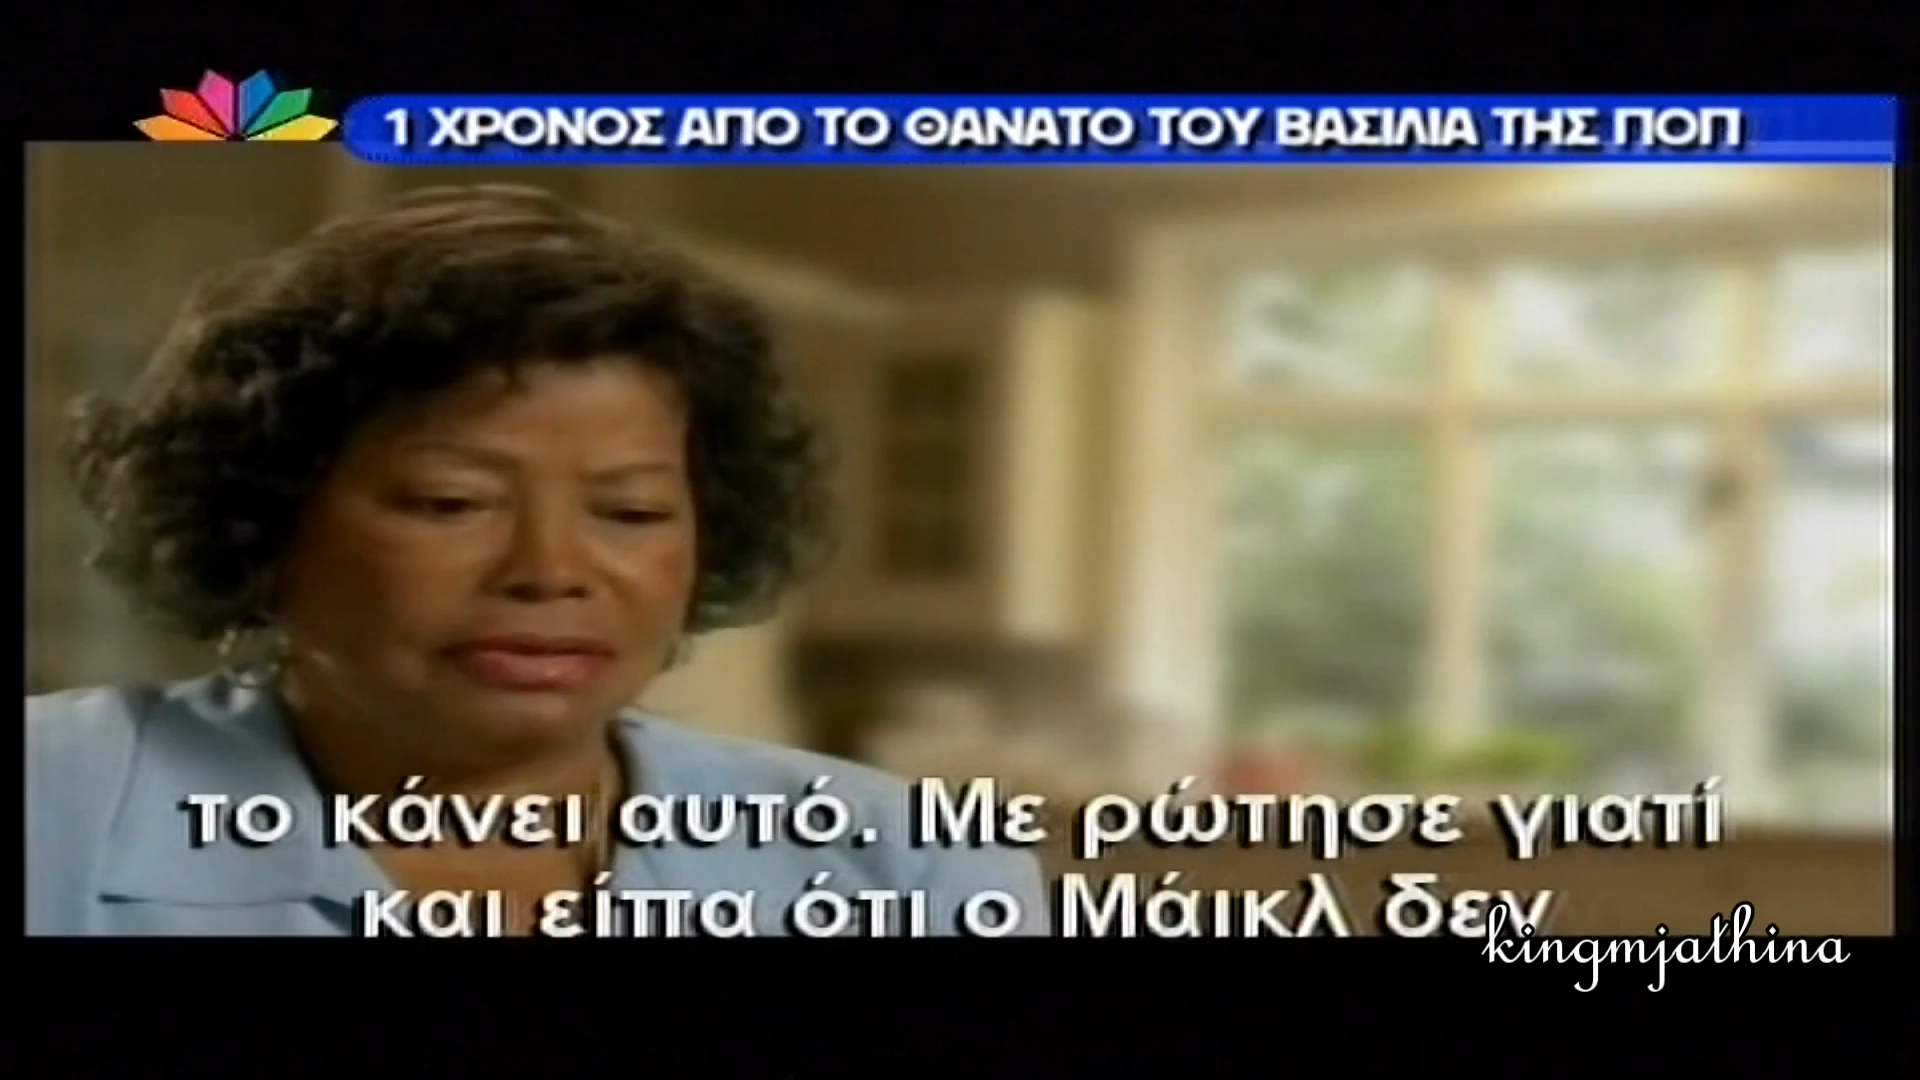 1 ΧΡΟΝΟΣ ΑΠΟ ΤΟ ΘΑΝΑΤΟ ΤΟΥ ΒΑΣΙΛΙΑ ΤΗΣ ΠΟΠ
το κάνει αυτό. Με ρώτησε γιατί
και είπα ότι ο Μάικλ δεν
kingmjathina